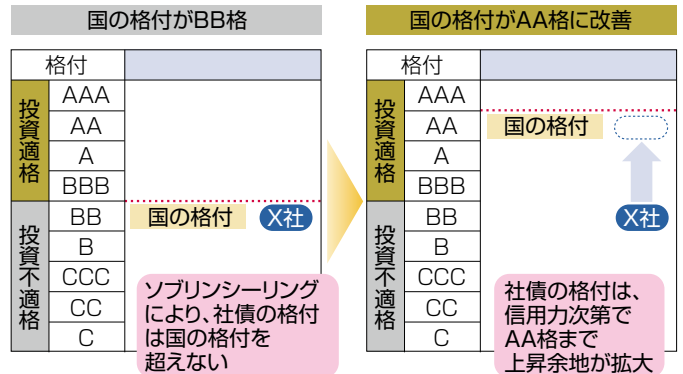 国の格付がBB格
格付
投資適格
AAA
AA
A
BBB
投資不適格
BB
B
CCC
CC
C
国の格付
X社
ソブリンシーリング
により、社債の格付
は国の格付を
超えない
国の格付がAA格に改善
格付
投資適格
AAA
AA
A
BBB
投資不適格
BB
B
CCC
CC
C
国の格付
X社
社債の格付は、
信用力次第で
AA格まで
上昇余地が拡大